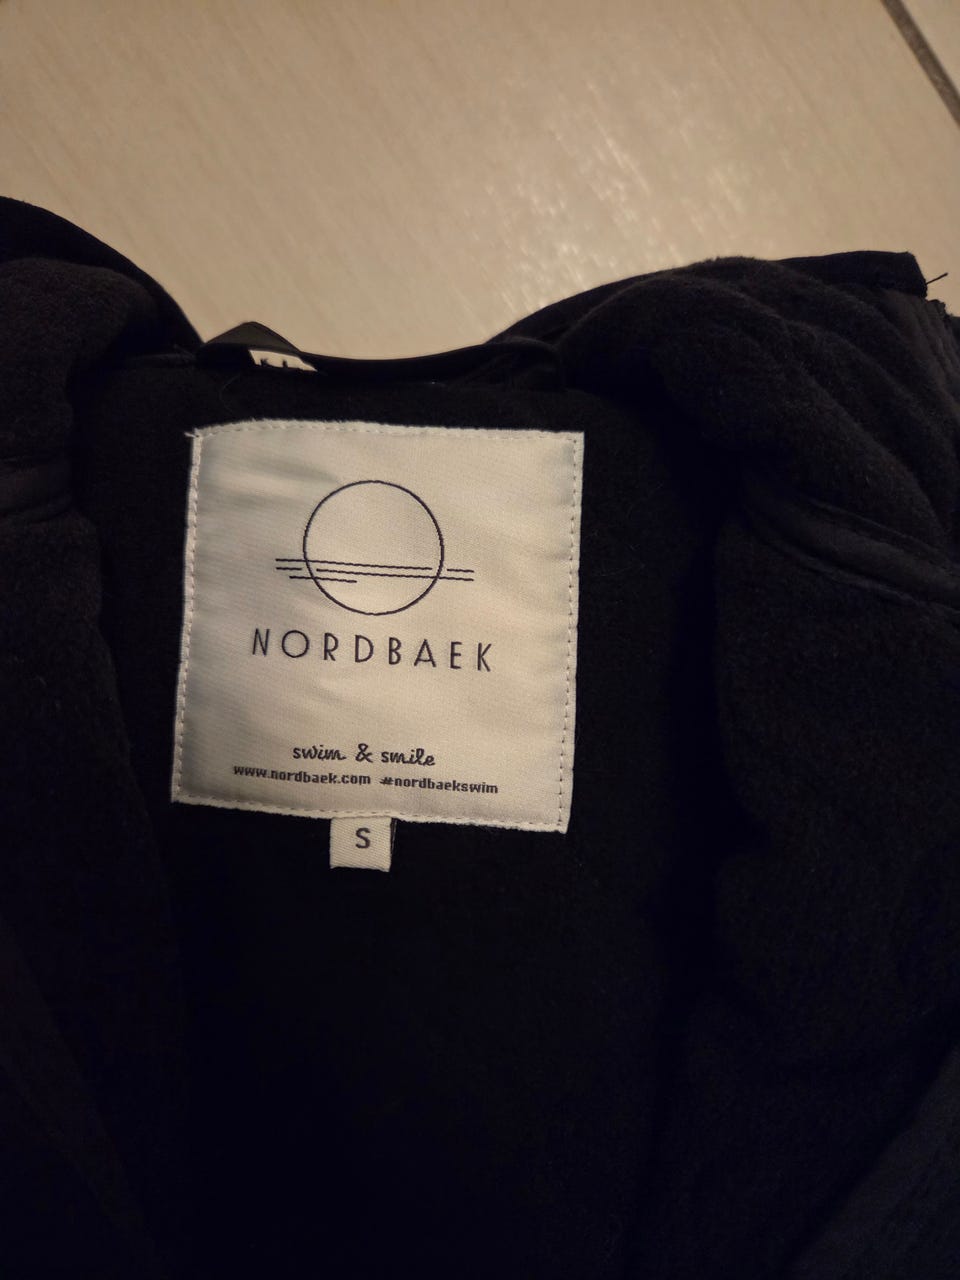 NORDBAEK
swim & smile
www.nordbaek.com #nordbaekswim
S